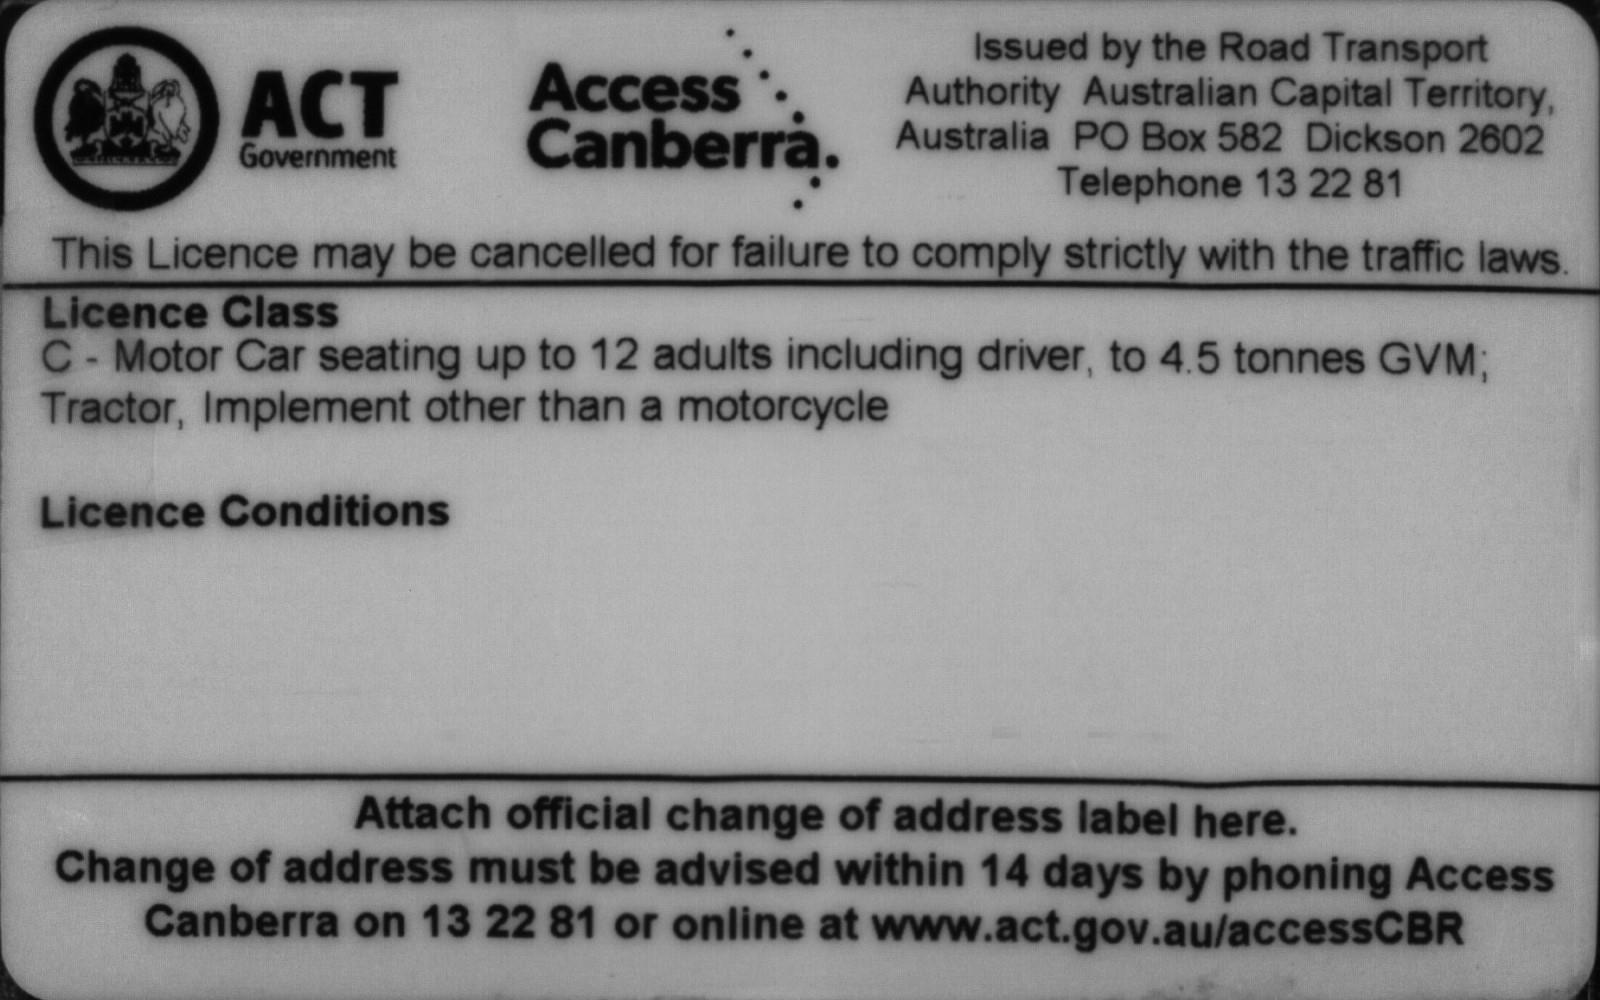 ACT
Government
Access
Canberra.
Issued by the Road Transport
Authority Australian Capital Territory,
Australia PO Box 582 Dickson 2602
Telephone 13 22 81
This Licence may be cancelled for failure to comply strictly with the traffic laws.
Licence Class
C - Motor Car seating up to 12 adults including driver, to 4.5 tonnes GVM;
Tractor, Implement other than a motorcycle
Licence Conditions
Attach official change of address label here.
Change of address must be advised within 14 days by phoning Access
Canberra on 13 22 81 or online at www.act.gov.au/accessCBR